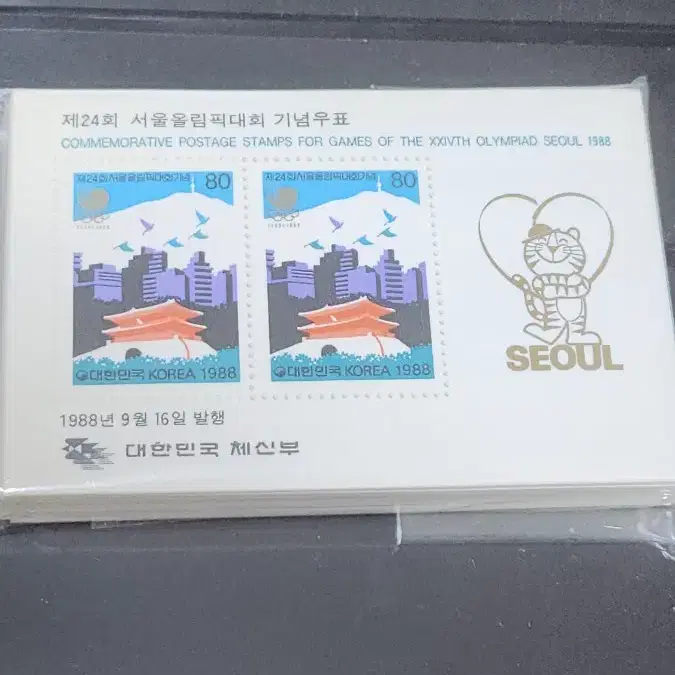 제24회 서울올림픽대회 기념우표
COMMEMORATIVE POSTAGE STAMPS FOR GAMES OF THE XXIVTH OLYMPIAD SEOUL 1988
제24회서울올림픽대회기념 80
대한민국 KOREA 1988
제24회서울올림픽대회기념 80
대한민국 KOREA 1988
SEOUL
1988년 9월 16일 발행
대한민국 체신부